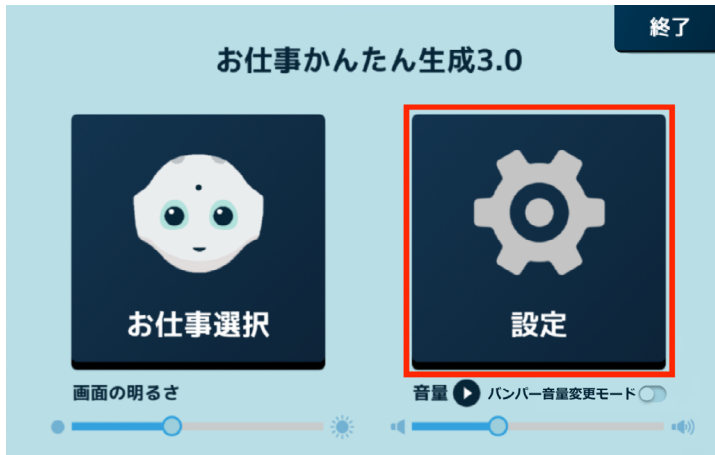 終了
お仕事かんたん生成3.0
お仕事選択
設定
画面の明るさ
音量 バンパー音量変更モード